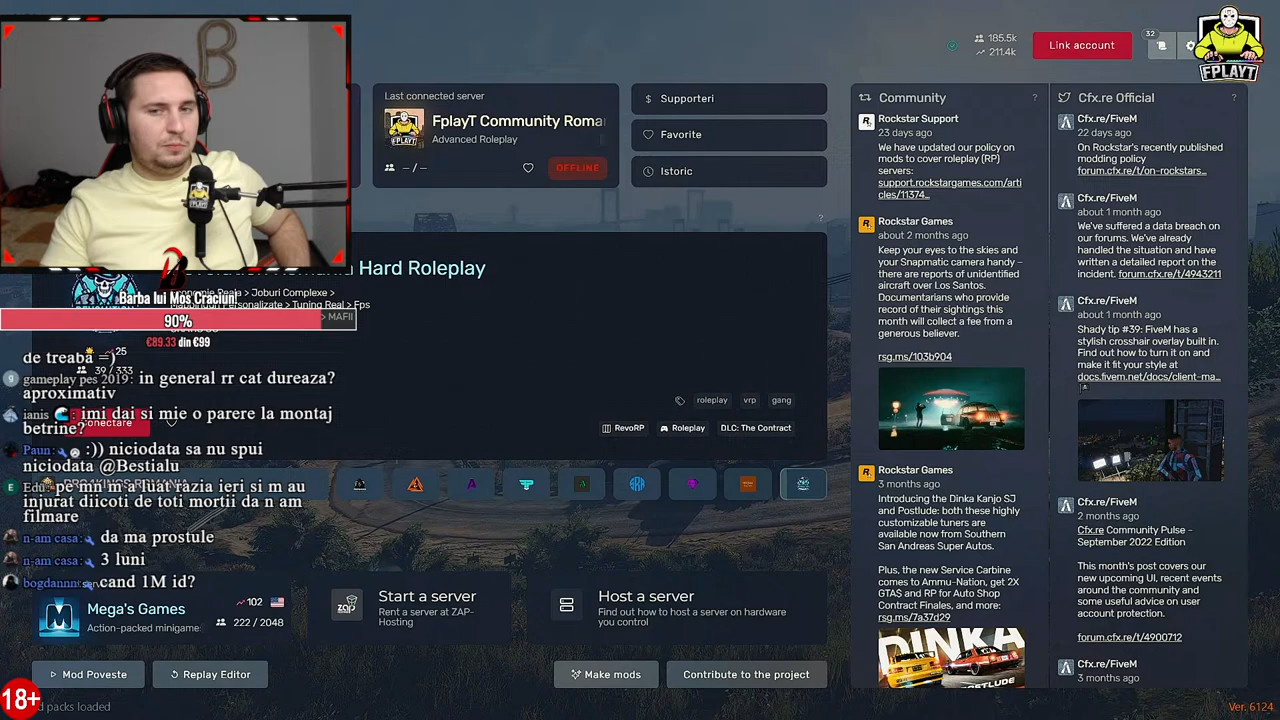 185.5k
211.4k
Link account
32
FPLAYT
Last connected server
FplayT Community Roma
Advanced Roleplay
– / –
OFFLINE
$ Supporteri
Favorite
Istoric
?
Hard Roleplay
Economie Reala > Joburi Complexe >
Personalizate > Tuning Real > Fps
> MAFII
Barba lui Mos Craciun!
90%
€89.33 din €99
25
39 / 333
Conectare
roleplay
vrp
gang
RevoRP
Roleplay
DLC: The Contract
de treaba =)
gameplay pes 2019: in general rr cat dureaza?
aproximativ
ianis : imi dai si mie o parere la montaj
betrine?
Paun: :)) niciodata sa nu spui
niciodata @Bestialu
Edu: pe mn m a luat razia ieri si m au
injurat diicoti de toti mortii da n am
filmare
n-am casa: da ma prostule
n-am casa: 3 luni
bogdannn: cand 1M id?
Mega's Games
Action-packed minigame
102
222 / 2048
ZAP
Start a server
Rent a server at ZAP-
Hosting
Host a server
Find out how to host a server on hardware
you control
Mod Poveste
Replay Editor
Make mods
Contribute to the project
18+
packs loaded
Community
?
Rockstar Support
23 days ago
We have updated our policy on
mods to cover roleplay (RP)
servers:
support.rockstargames.com/arti
cles/11374…
Rockstar Games
about 2 months ago
Keep your eyes to the skies and
your Snapmatic camera handy –
there are reports of unidentified
aircraft over Los Santos.
Documentarians who provide
record of their sightings this
month will collect a fee from a
generous believer.
rsg.ms/103b904
Rockstar Games
3 months ago
Introducing the Dinka Kanjo SJ
and Postlude: both these highly
customizable tuners are
available now from Southern
San Andreas Super Autos.
Plus, the new Service Carbine
comes to Ammu-Nation, get 2X
GTA$ and RP for Auto Shop
Contract Finales, and more:
rsg.ms/7a37d29
DINKA
POSTLUDE
Cfx.re Official
?
Cfx.re/FiveM
22 days ago
On Rockstar's recently published
modding policy
forum.cfx.re/t/on-rockstars…
Cfx.re/FiveM
about 1 month ago
We've suffered a data breach on
our forums. We've already
handled the situation and have
written a detailed report on the
incident. forum.cfx.re/t/4943211
Cfx.re/FiveM
about 1 month ago
Shady tip #39: FiveM has a
stylish crosshair overlay built in.
Find out how to turn it on and
make it fit your style at
docs.fivem.net/docs/client-ma…
Cfx.re/FiveM
2 months ago
Cfx.re Community Pulse -
September 2022 Edition
This month's post covers our
new upcoming UI, recent events
around the community and
some useful advice on user
account protection.
forum.cfx.re/t/4900712
Cfx.re/FiveM
3 months ago
Ver. 6124